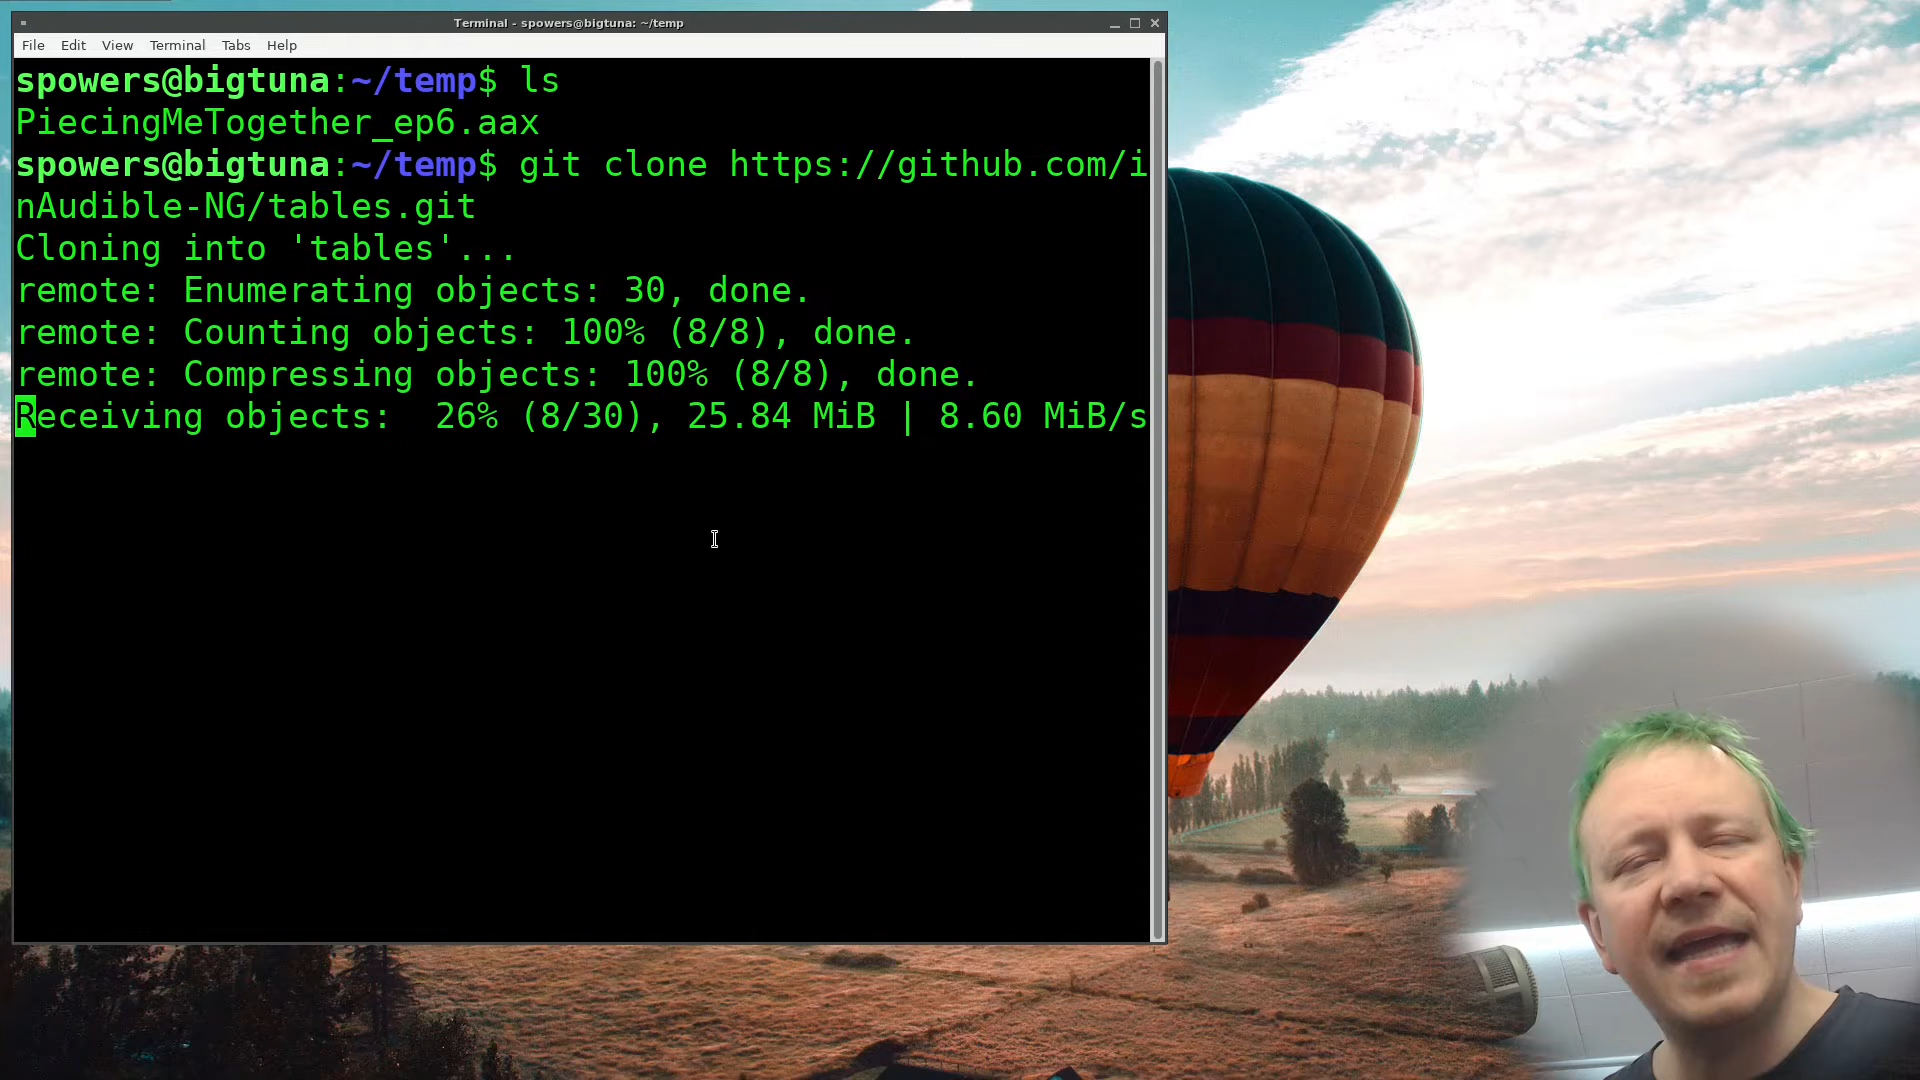 Terminal - spowers@bigtuna: ~/temp
File Edit View Terminal Tabs Help
spowers@bigtuna:~/temp$ ls
PiecingMeTogether_ep6.aax
spowers@bigtuna:~/temp$ git clone https://github.com/i
nAudible-NG/tables.git
Cloning into 'tables'...
remote: Enumerating objects: 30, done.
remote: Counting objects: 100% (8/8), done.
remote: Compressing objects: 100% (8/8), done.
Receiving objects:  26% (8/30), 25.84 MiB | 8.60 MiB/s